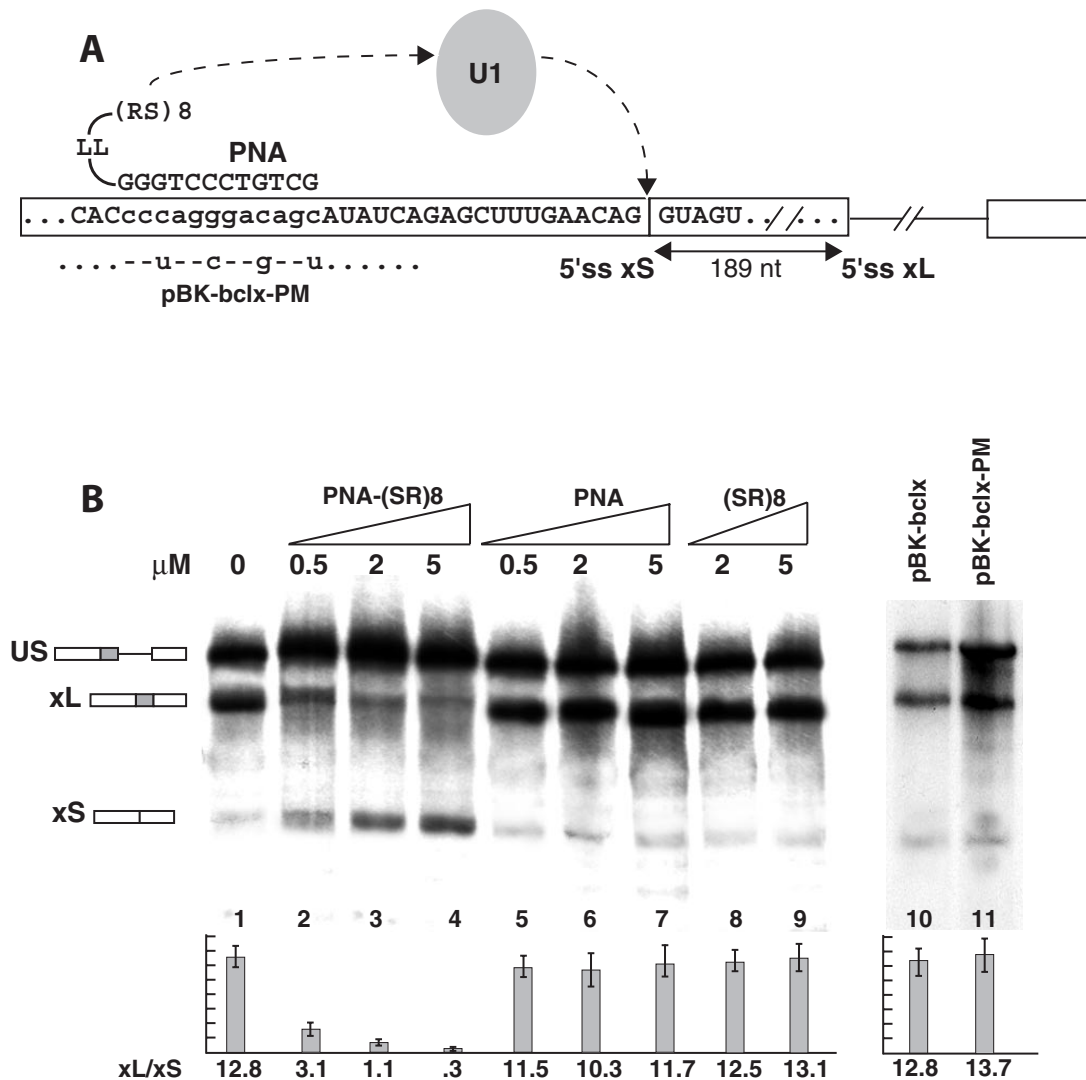 A
U1
(RS)8
LL
PNA
GGGTCCCTGTCG
...CACcccagggacagcAUAUCAGAGCUUUGAACAG GUAGU..//...
....--u--c--g--u......
pBK-bclx-PM
5'ss xS
189 nt
5'ss xL
B
PNA-(SR)8 PNA (SR)8
pBK-bclx
pBK-bclx-PM
µM 0 0.5 2 5 0.5 2 5 2 5
US
xL
xS
1 2 3 4 5 6 7 8 9 10 11
xL/xS 12.8 3.1 1.1 .3 11.5 10.3 11.7 12.5 13.1 12.8 13.7